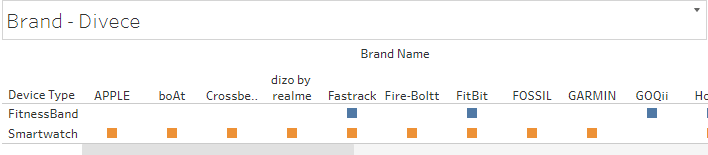 Brand - Divece
Brand Name
Device Type APPLE boAt Crossbe.. dizo by realme Fastrack Fire-Boltt FitBit FOSSIL GARMIN GOQii Ho
FitnessBand
Smartwatch